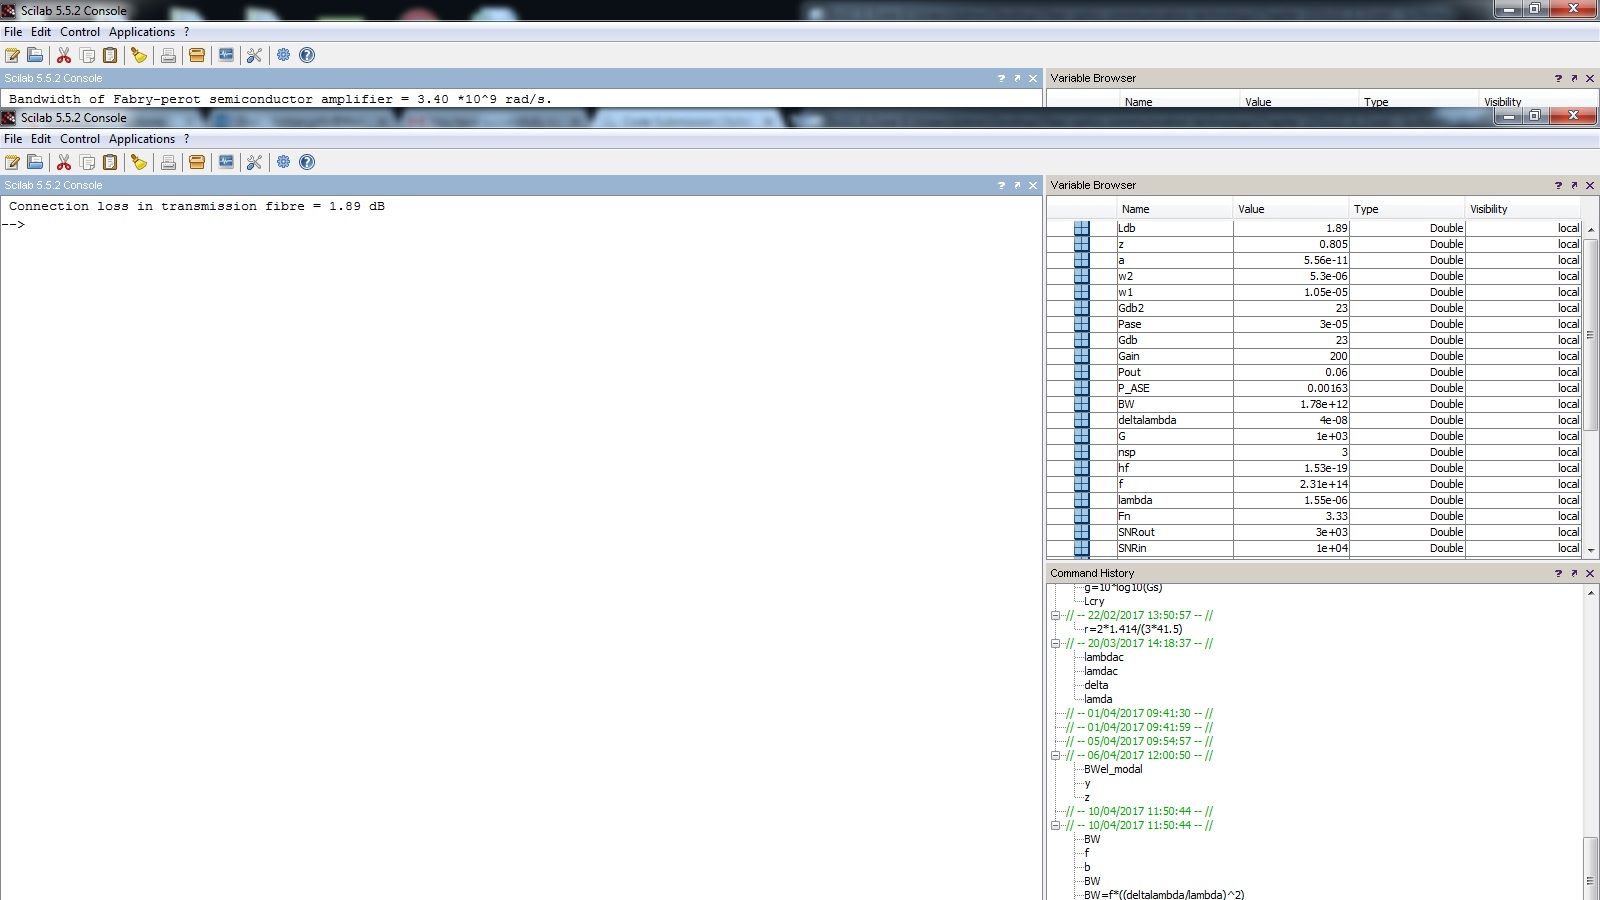 Scilab 5.5.2 Console
File Edit Control Applications ?
Scilab 5.5.2 Console
Variable Browser
Bandwidth of Fabry-perot semiconductor amplifier = 3.40 *10^9 rad/s.
Name Value Type Visibility
Scilab 5.5.2 Console
File Edit Control Applications ?
Scilab 5.5.2 Console
Connection loss in transmission fibre = 1.89 dB
-->
Variable Browser
Name Value Type Visibility
Ldb 1.89 Double local
z 0.805 Double local
a 5.56e-11 Double local
w2 5.3e-06 Double local
w1 1.05e-05 Double local
Gdb2 23 Double local
Pase 3e-05 Double local
Gdb 23 Double local
Gain 200 Double local
Pout 0.06 Double local
P_ASE 0.00163 Double local
BW 1.78e+12 Double local
deltalambda 4e-08 Double local
G 1e+03 Double local
nsp 3 Double local
hf 1.53e-19 Double local
f 2.31e+14 Double local
lambda 1.55e-06 Double local
Fn 3.33 Double local
SNRout 3e+03 Double local
SNRin 1e+04 Double local
Command History
g=10*log10(Gs)
Lcry
// -- 22/02/2017 13:50:57 -- //
r=2*1.414/(3*41.5)
// -- 20/03/2017 14:18:37 -- //
lambdac
lamdac
delta
lamda
// -- 01/04/2017 09:41:30 -- //
// -- 01/04/2017 09:41:59 -- //
// -- 05/04/2017 09:54:57 -- //
// -- 06/04/2017 12:00:50 -- //
BWel_modal
y
z
// -- 10/04/2017 11:50:44 -- //
// -- 10/04/2017 11:50:44 -- //
BW
f
b
BW
BW=f*((deltalambda/lambda)^2)